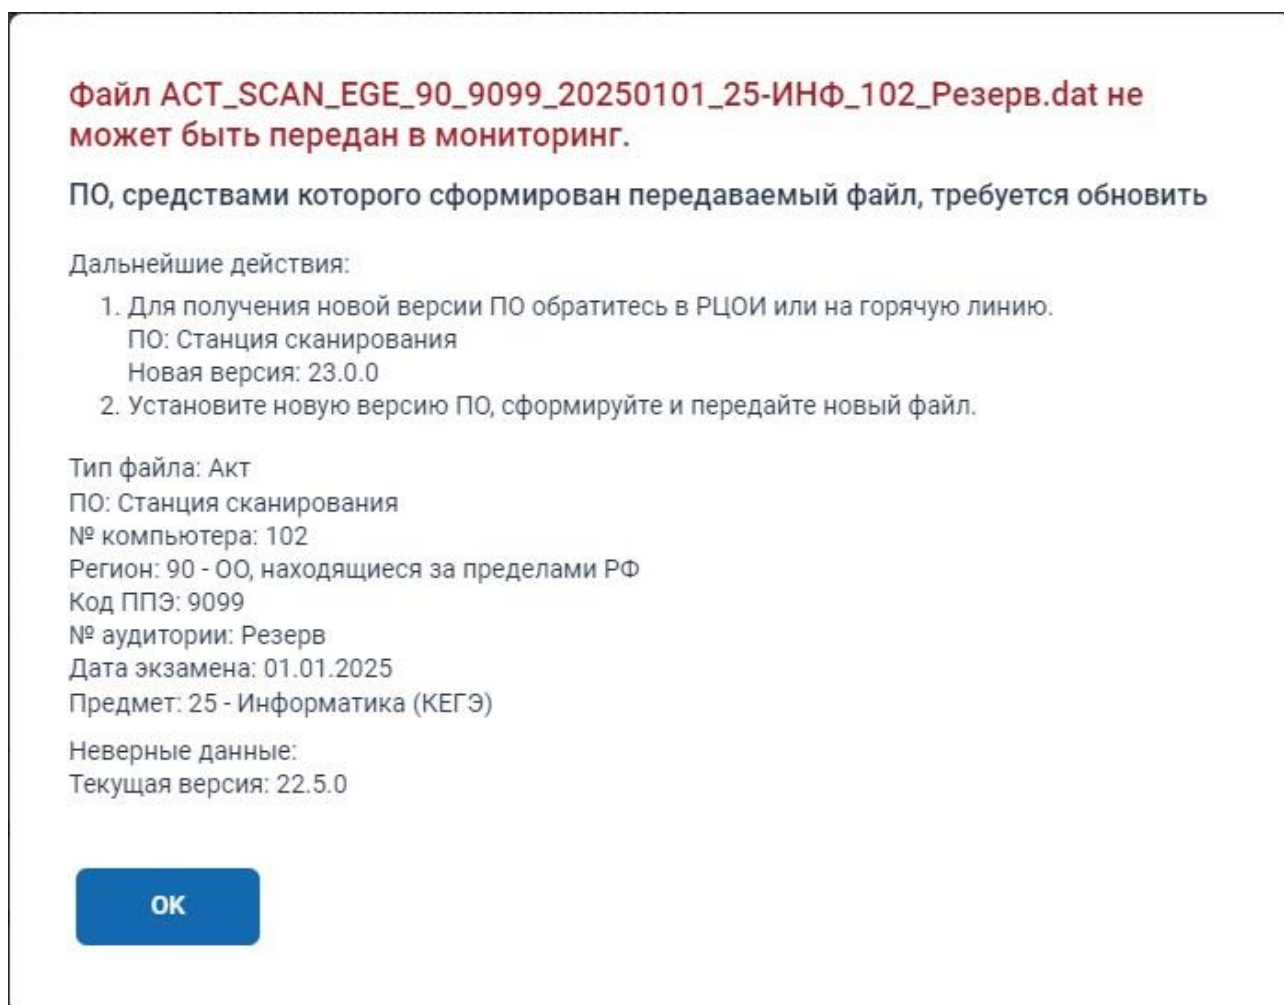 Файл ACT_SCAN_EGE_90_9099_20250101_25-ИНФ_102_Резерв.dat не
может быть передан в мониторинг.
ПО, средствами которого сформирован передаваемый файл, требуется обновить
Дальнейшие действия:
1. Для получения новой версии ПО обратитесь в РЦОИ или на горячую линию.
ПО: Станция сканирования
Новая версия: 23.0.0
2. Установите новую версию ПО, сформируйте и передайте новый файл.
Тип файла: Акт
ПО: Станция сканирования
№ компьютера: 102
Регион: 90 - ОО, находящиеся за пределами РФ
Код ППЭ: 9099
№ аудитории: Резерв
Дата экзамена: 01.01.2025
Предмет: 25 - Информатика (КЕГЭ)
Неверные данные:
Текущая версия: 22.5.0
ОК